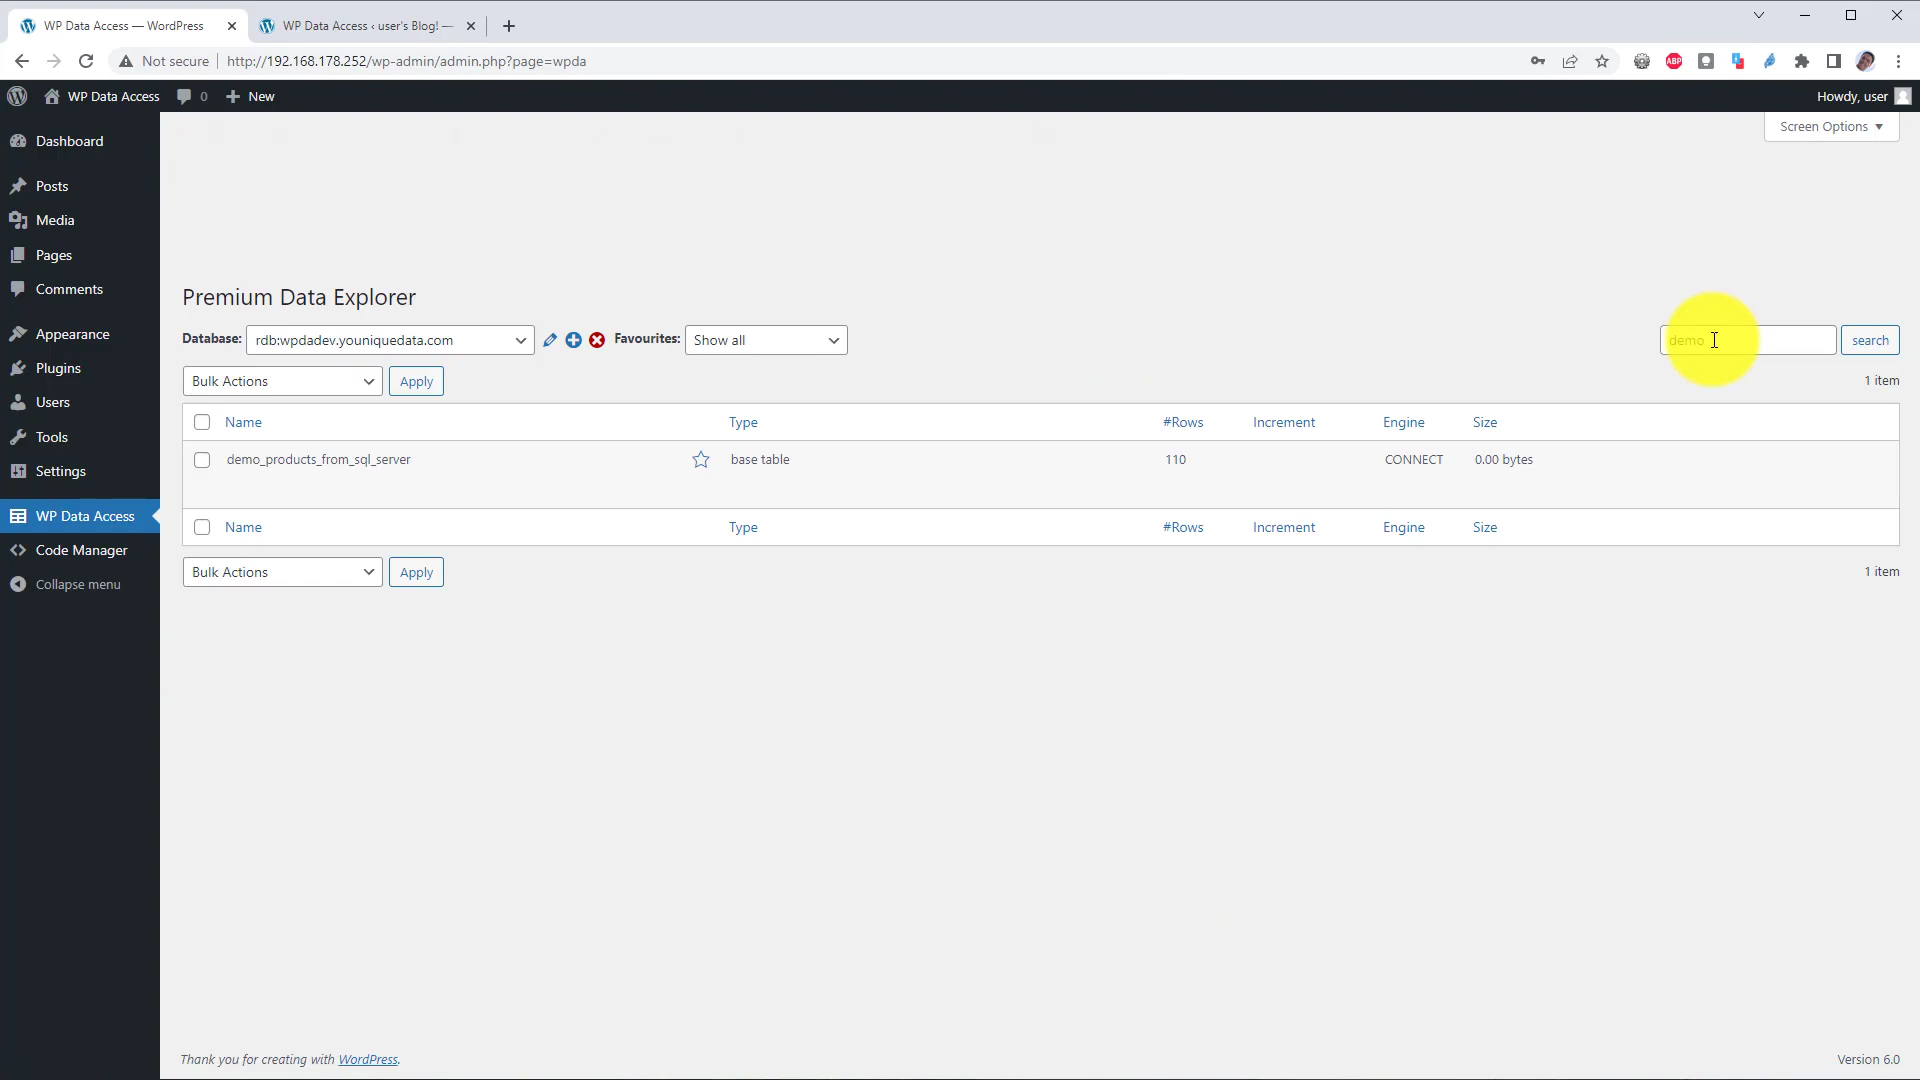 WP Data Access — WordPress
WP Data Access ‹ user's Blog! —
Not secure
http://192.168.178.252/wp-admin/admin.php?page=wpda
ABP
WP Data Access
0
New
Howdy, user
Screen Options
Dashboard
Posts
Media
Pages
Comments
Appearance
Plugins
Users
Tools
Settings
WP Data Access
Code Manager
Collapse menu
Premium Data Explorer
Database: rdb:wpdadev.youniquedata.com Favourites: Show all
demo search
Bulk Actions Apply 1 item
Name Type #Rows Increment Engine Size
demo_products_from_sql_server base table 110 CONNECT 0.00 bytes
Name Type #Rows Increment Engine Size
Bulk Actions Apply 1 item
Thank you for creating with WordPress.
Version 6.0